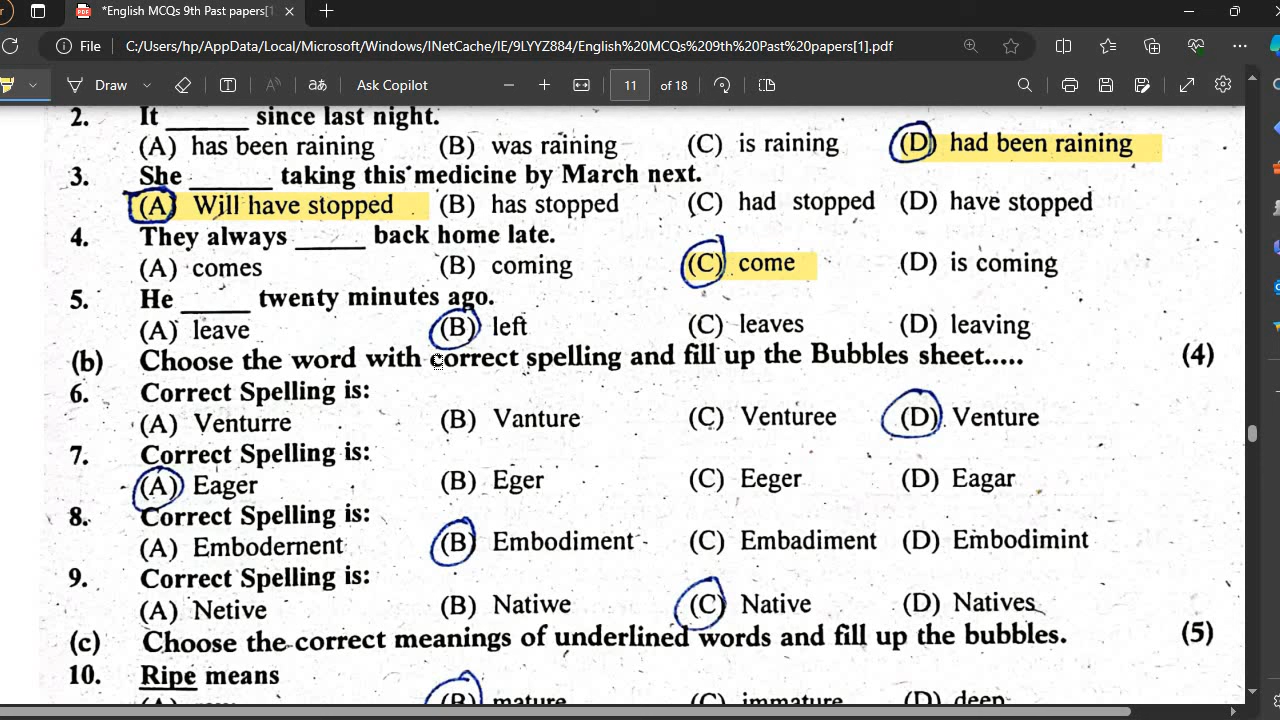 *English MCQs 9th Past papers[1
File C:/Users/hp/AppData/Local/Microsoft/Windows/INetCache/IE/9LYYZ884/English%20MCQs%209th%20Past%20papers[1].pdf
Draw Ask Copilot 11 of 18
2. It ______ since last night.
(A) has been raining (B) was raining (C) is raining (D) had been raining
3. She ______ taking this medicine by March next.
(A) Will have stopped (B) has stopped (C) had stopped (D) have stopped
4. They always _____ back home late.
(A) comes (B) coming (C) come (D) is coming
5. He _____ twenty minutes ago.
(A) leave (B) left (C) leaves (D) leaving
(b) Choose the word with correct spelling and fill up the Bubbles sheet..... (4)
6. Correct Spelling is:
(A) Venturre (B) Vanture (C) Venturee (D) Venture
7. Correct Spelling is:
(A) Eager (B) Eger (C) Eeger (D) Eagar
8. Correct Spelling is:
(A) Embodernent (B) Embodiment (C) Embadiment (D) Embodimint
9. Correct Spelling is:
(A) Netive (B) Natiwe (C) Native (D) Natives
(c) Choose the correct meanings of underlined words and fill up the bubbles. (5)
10. Ripe means
(B) mature (C) immature (D) deep